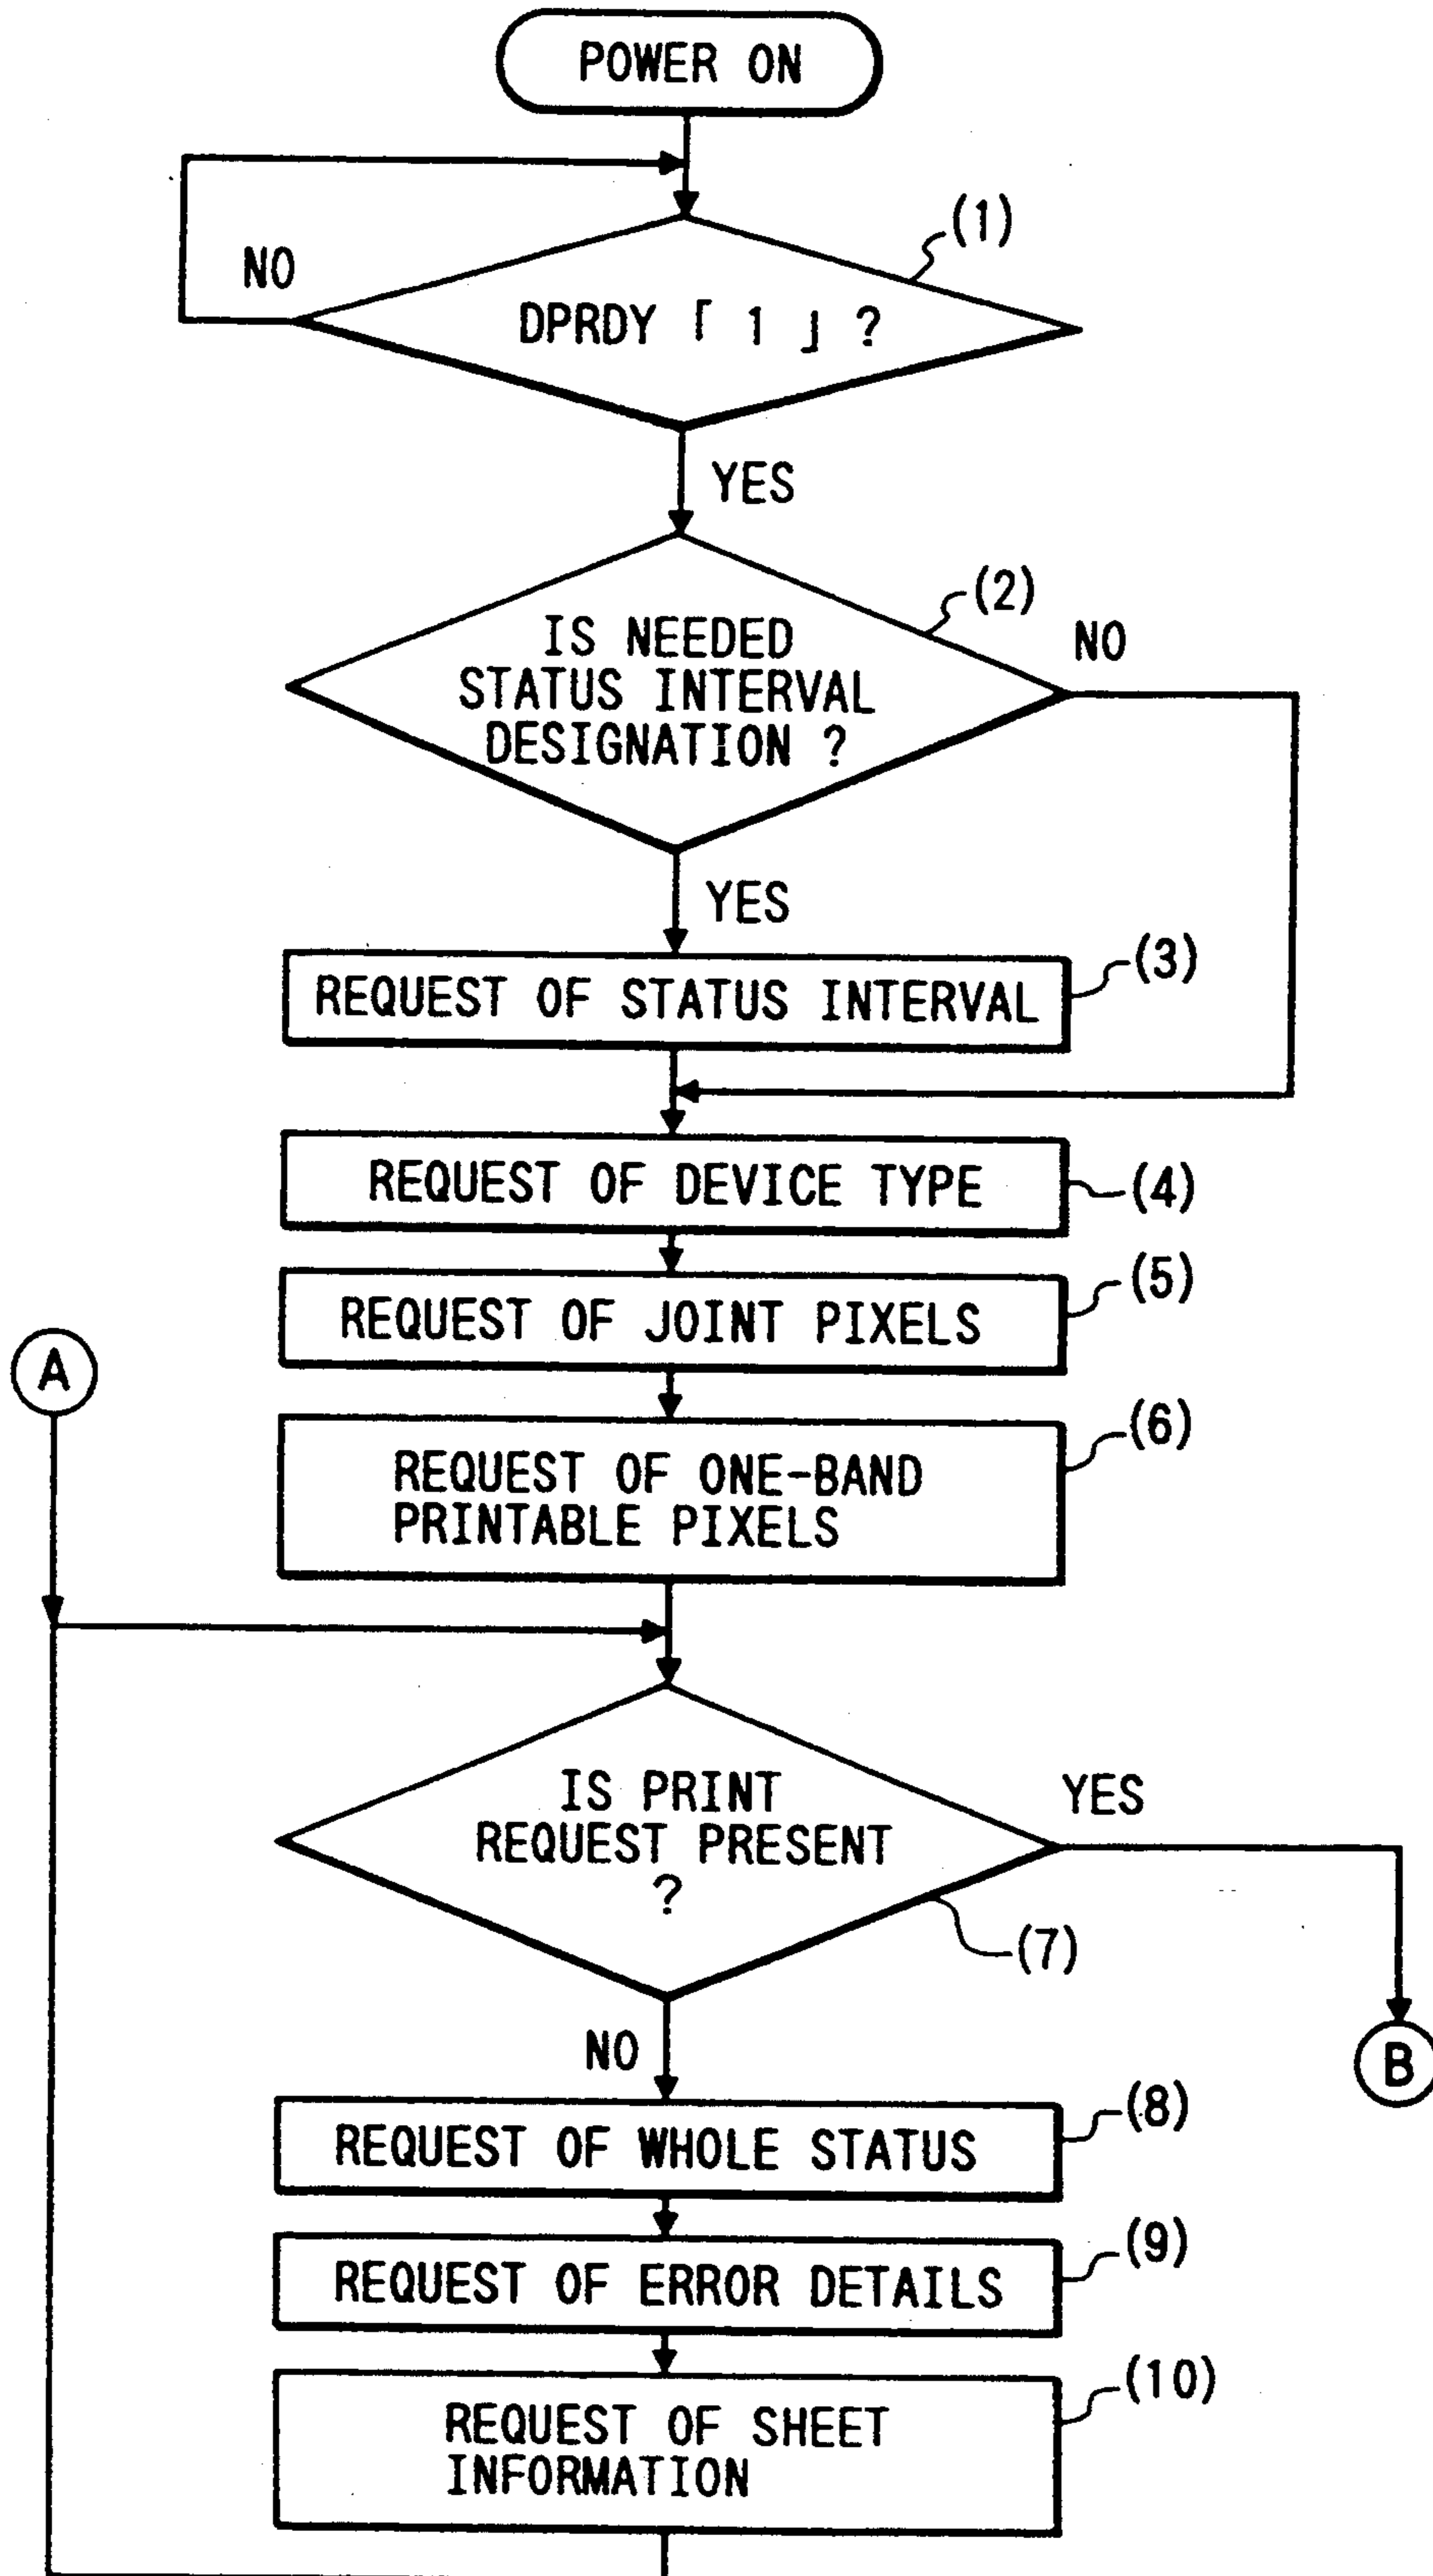 POWER ON
(1)
NO
DPRDY「 1 」?
YES
(2)
NO
IS NEEDED
STATUS INTERVAL
DESIGNATION ?
YES
(3)
REQUEST OF STATUS INTERVAL
REQUEST OF DEVICE TYPE
(4)
(5)
REQUEST OF JOINT PIXELS
A
(6)
REQUEST OF ONE-BAND
PRINTABLE PIXELS
IS PRINT
YES
REQUEST PRESENT
?
(7)
NO
B
(8)
REQUEST OF WHOLE STATUS
(9)
REQUEST OF ERROR DETAILS
(10)
REQUEST OF SHEET
INFORMATION